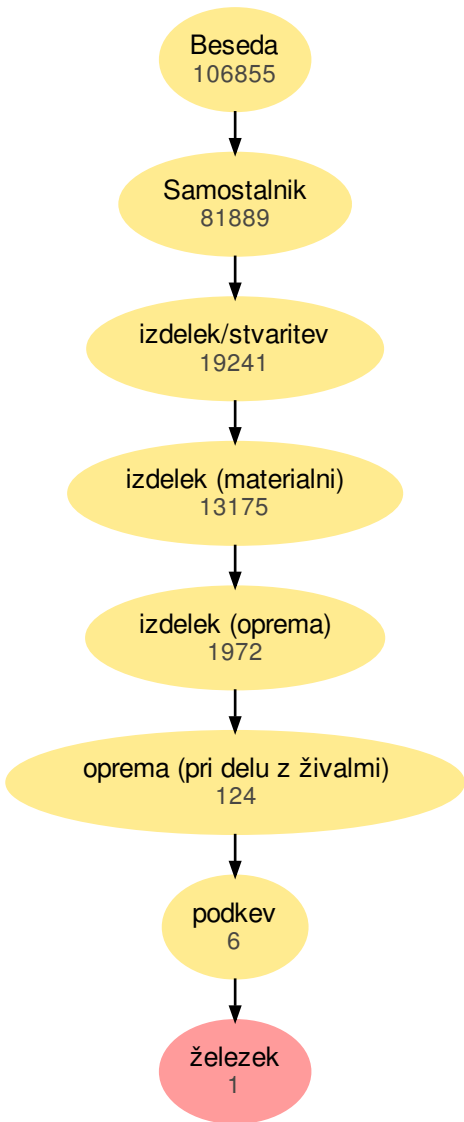 Beseda
106855
Samostalnik
81889
izdelek/stvaritev
19241
izdelek (materialni)
13175
izdelek (oprema)
1972
oprema (pri delu z živalmi)
124
podkev
6
železek
1